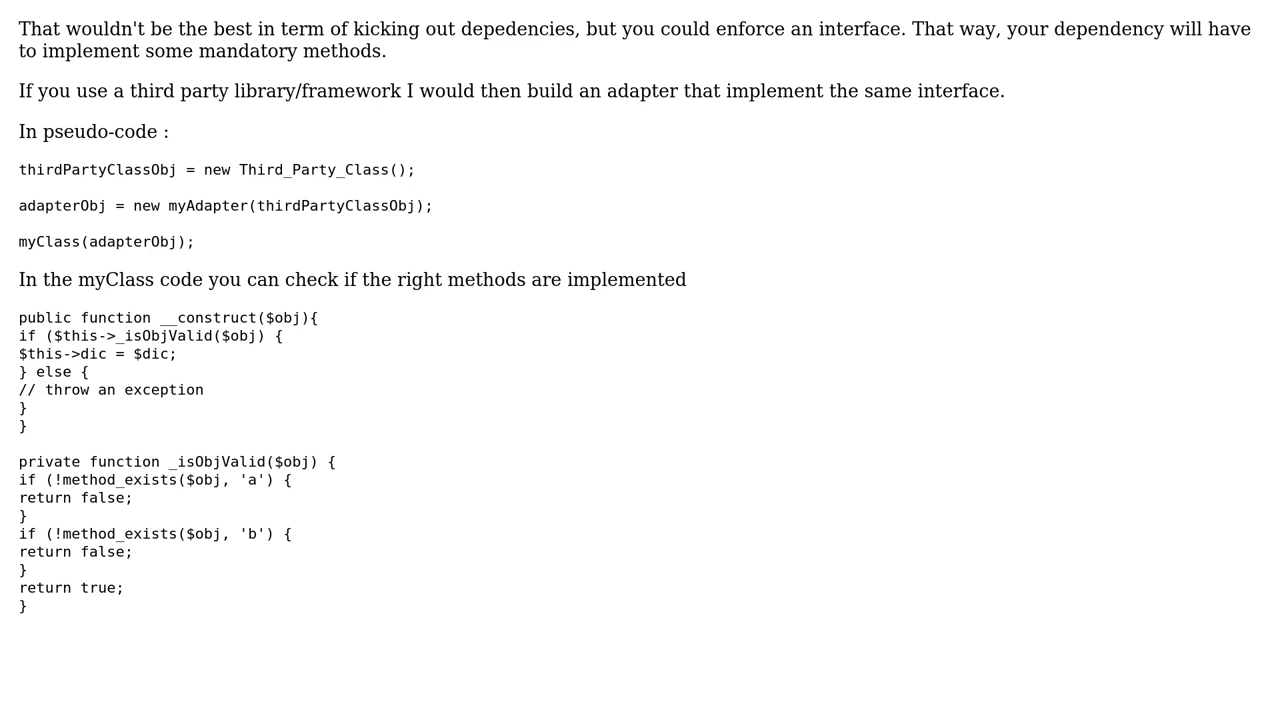 That wouldn't be the best in term of kicking out depedencies, but you could enforce an interface. That way, your dependency will have
to implement some mandatory methods.
If you use a third party library/framework I would then build an adapter that implement the same interface.
In pseudo-code :
thirdPartyClassObj = new Third_Party_Class();
adapterObj = new myAdapter(thirdPartyClassObj);
myClass(adapterObj);
In the myClass code you can check if the right methods are implemented
public function __construct($obj){
if ($this->_isObjValid($obj) {
$this->dic = $dic;
} else {
// throw an exception
}
}
private function _isObjValid($obj) {
if (!method_exists($obj, 'a') {
return false;
}
if (!method_exists($obj, 'b') {
return false;
}
return true;
}